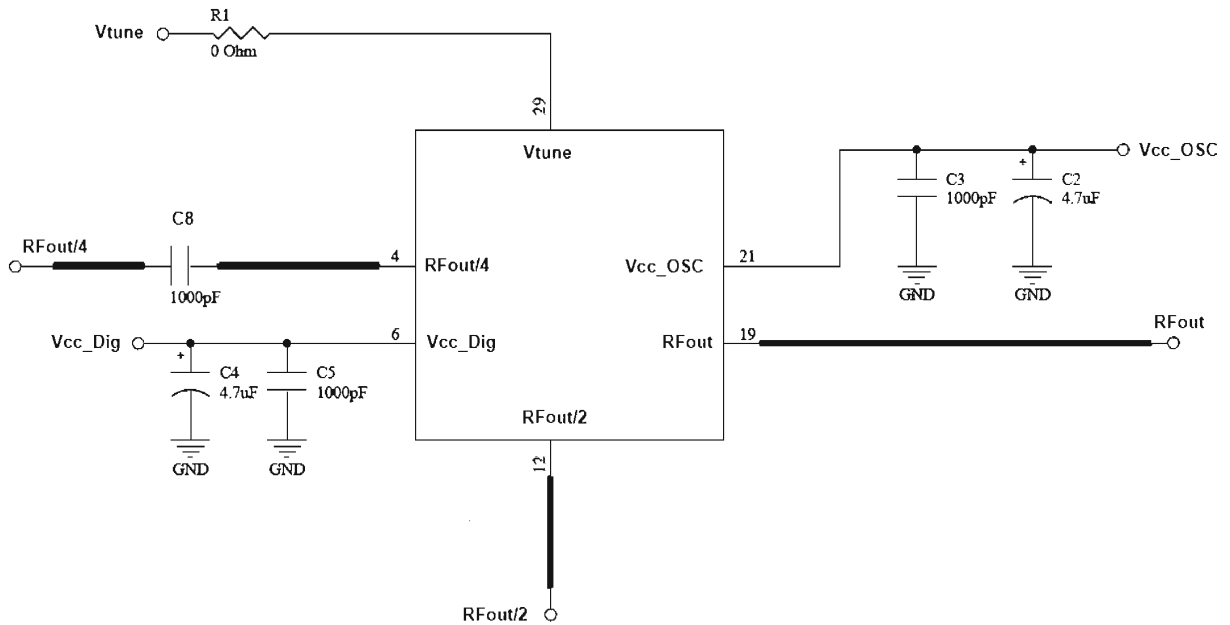 R1
Vtune
0 Ohm
29
Vtune
Vcc_OSC
C3
1000pF
C2
4.7uF
C8
RFout/4
4
RFout/4
1000pF
Vcc_OSC
21
GND
GND
Vcc_Dig
6
Vcc_Dig
RFout
19
RFout
+
C4
4.7uF
C5
1000pF
+
RFout/2
GND
GND
12
RFout/2